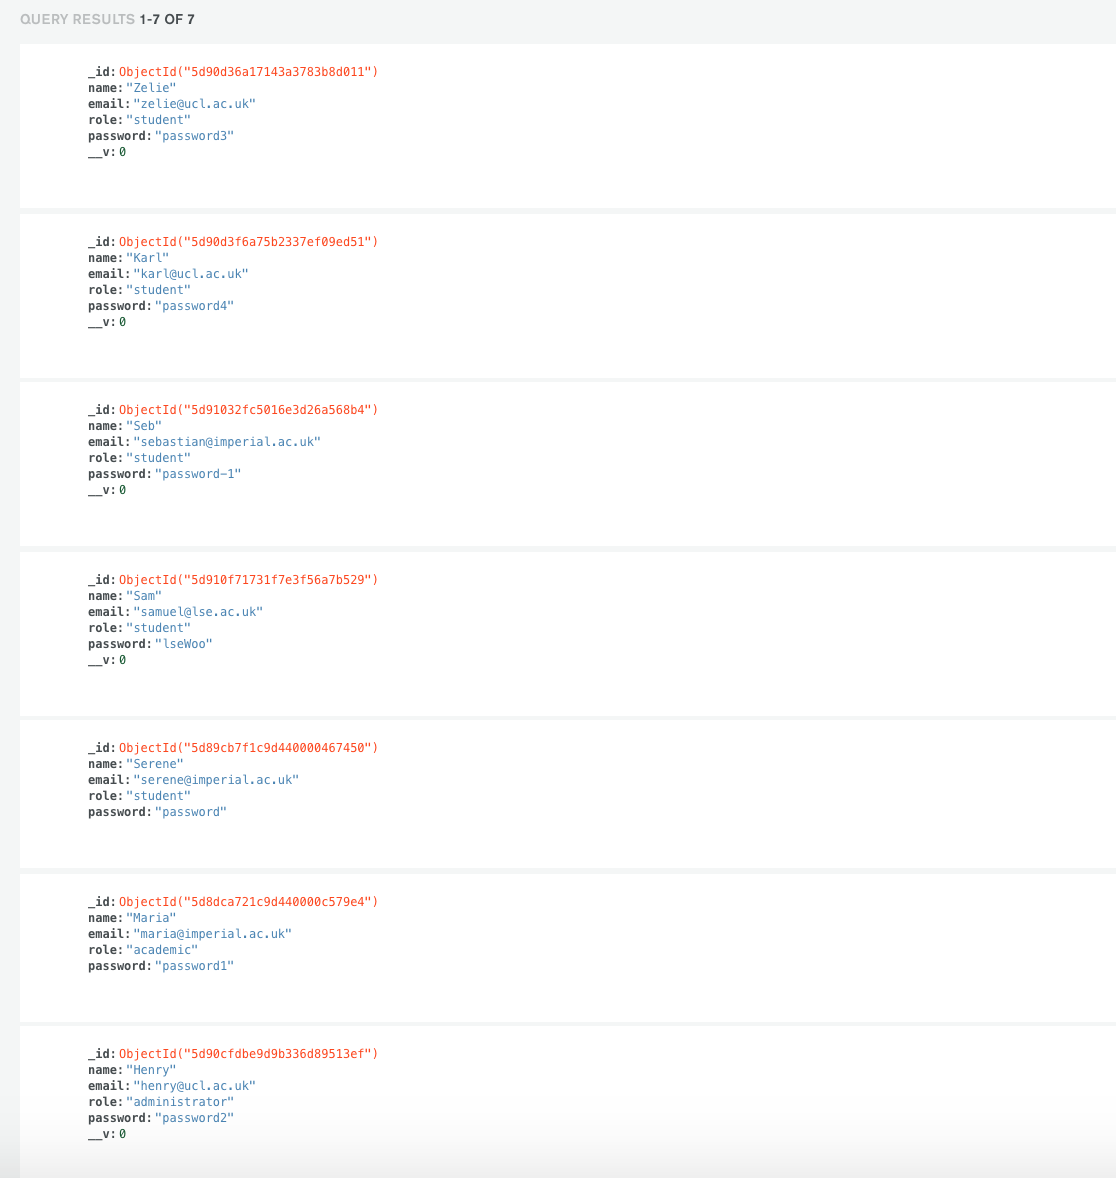 QUERY RESULTS 1-7 OF 7
_id: ObjectId("5d90d36a17143a3783b8d011")
name: "Zelie"
email: "zelie@ucl.ac.uk"
role: "student"
password: "password3"
__v: 0
_id: ObjectId("5d90d3f6a75b2337ef09ed51")
name: "Karl"
email: "karl@ucl.ac.uk"
role: "student"
password: "password4"
__v: 0
_id: ObjectId("5d91032fc5016e3d26a568b4")
name: "Seb"
email: "sebastian@imperial.ac.uk"
role: "student"
password: "password-1"
__v: 0
_id: ObjectId("5d910f71731f7e3f56a7b529")
name: "Sam"
email: "samuel@lse.ac.uk"
role: "student"
password: "lseWoo"
__v: 0
_id: ObjectId("5d89cb7f1c9d440000467450")
name: "Serene"
email: "serene@imperial.ac.uk"
role: "student"
password: "password"
_id: ObjectId("5d8dca721c9d440000c579e4")
name: "Maria"
email: "maria@imperial.ac.uk"
role: "academic"
password: "password1"
_id: ObjectId("5d90cfdbe9d9b336d89513ef")
name: "Henry"
email: "henry@ucl.ac.uk"
role: "administrator"
password: "password2"
__v: 0